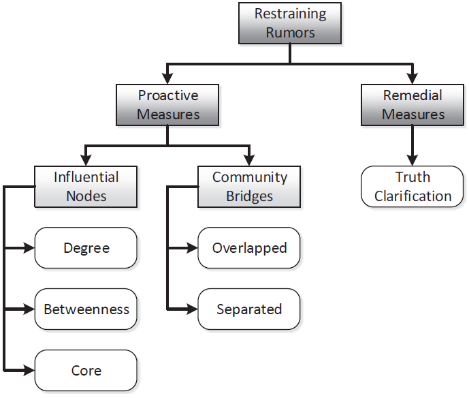 Restraining
Rumors
Proactive
Measures
Remedial
Measures
Influential
Nodes
Community
Bridges
Truth
Clarification
Degree
Overlapped
Betweenness
Separated
Core